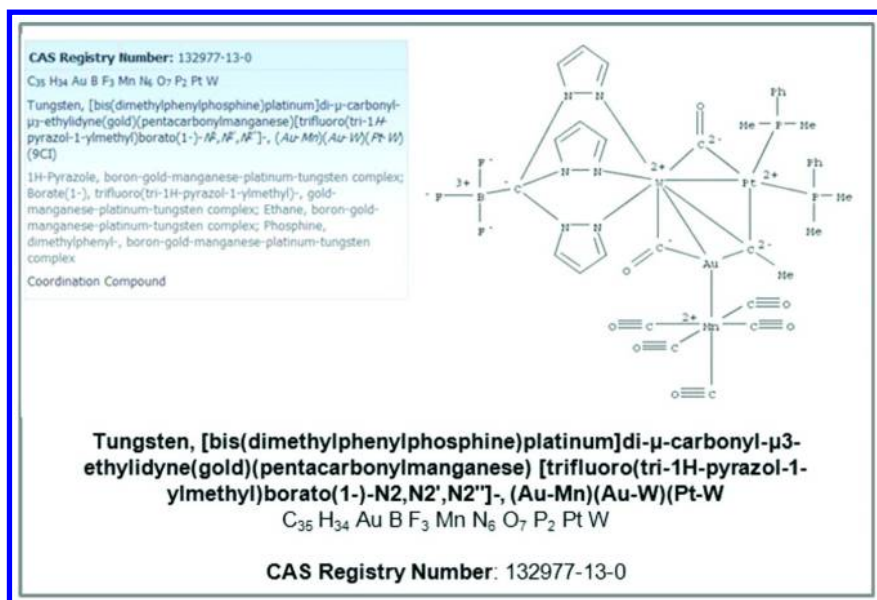 CAS Registry Number: 132977-13-0
C35 H34 Au B F3 Mn N6 O7 P2 Pt W
Tungsten, [bis(dimethylphenylphosphine)platinum]di-μ-carbonyl-
μ3-ethylidyne(gold)(pentacarbonylmanganese)[trifluoro(tri-1H-
pyrazol-1-ylmethyl)borato(1-)-N2,N2',N2'']-, (Au-Mn)(Au-W)(Pt-W)
(9CI)
1H-Pyrazole, boron-gold-manganese-platinum-tungsten complex;
Borate(1-), trifluoro(tri-1H-pyrazol-1-ylmethyl)-, gold-
manganese-platinum-tungsten complex; Ethane, boron-gold-
manganese-platinum-tungsten complex; Phosphine,
dimethylphenyl-, boron-gold-manganese-platinum-tungsten
complex
Coordination Compound
Ph
O
N N
Me P Me
C 2-
N N
2+
Ph
F -
3+
- C
W
Pt 2+
P Me
- F B
Me
F -
N N
C -
C 2-
O
Au
Me
2+
C O
O C Mn C O
O C
O C
Tungsten, [bis(dimethylphenylphosphine)platinum]di-μ-carbonyl-μ3-
ethylidyne(gold)(pentacarbonylmanganese) [trifluoro(tri-1H-pyrazol-1-
ylmethyl)borato(1-)-N2,N2',N2"]-, (Au-Mn)(Au-W)(Pt-W
C35 H34 Au B F3 Mn N6 O7 P2 Pt W
CAS Registry Number: 132977-13-0